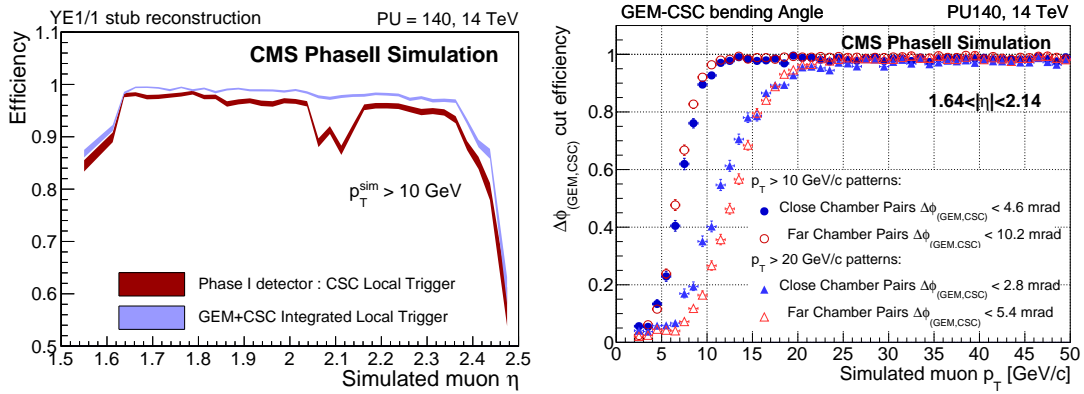 YE1/1 stub reconstruction
PU = 140, 14 TeV
CMS PhaseII Simulation
p_T^sim > 10 GeV
Phase I detector : CSC Local Trigger
GEM+CSC Integrated Local Trigger
Efficiency
1.1
1
0.9
0.8
0.7
0.6
0.5
1.5 1.6 1.7 1.8 1.9 2 2.1 2.2 2.3 2.4 2.5
Simulated muon η
GEM-CSC bending Angle
PU140, 14 TeV
CMS PhaseII Simulation
1.64<|η|<2.14
p_T > 10 GeV/c patterns:
Close Chamber Pairs Δϕ(GEM,CSC) < 4.6 mrad
Far Chamber Pairs Δϕ(GEM,CSC) < 10.2 mrad
p_T > 20 GeV/c patterns:
Close Chamber Pairs Δϕ(GEM,CSC) < 2.8 mrad
Far Chamber Pairs Δϕ(GEM,CSC) < 5.4 mrad
Δϕ(GEM,CSC) cut efficiency
1
0.8
0.6
0.4
0.2
0
0 5 10 15 20 25 30 35 40 45 50
Simulated muon p_T [GeV/c]